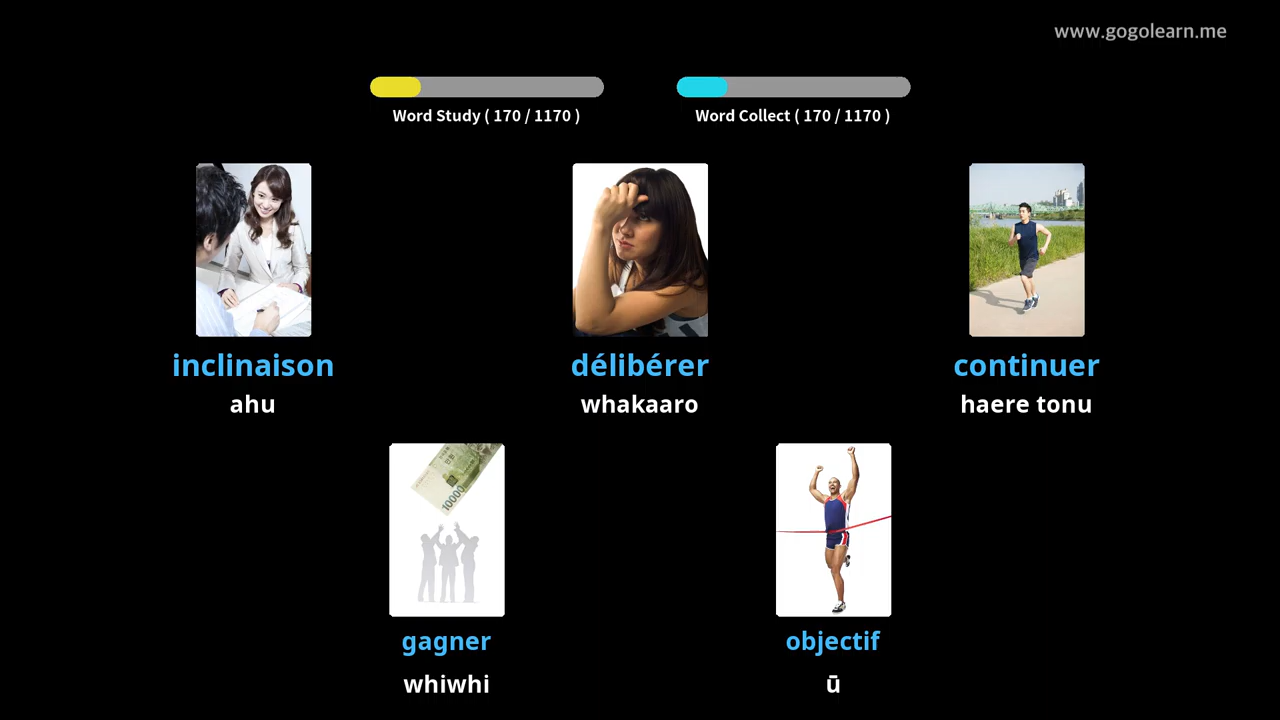 www.gogolearn.me
Word Study ( 170 / 1170 )
Word Collect ( 170 / 1170 )
inclinaison
ahu
délibérer
whakaaro
continuer
haere tonu
10000
gagner
whiwhi
objectif
ū